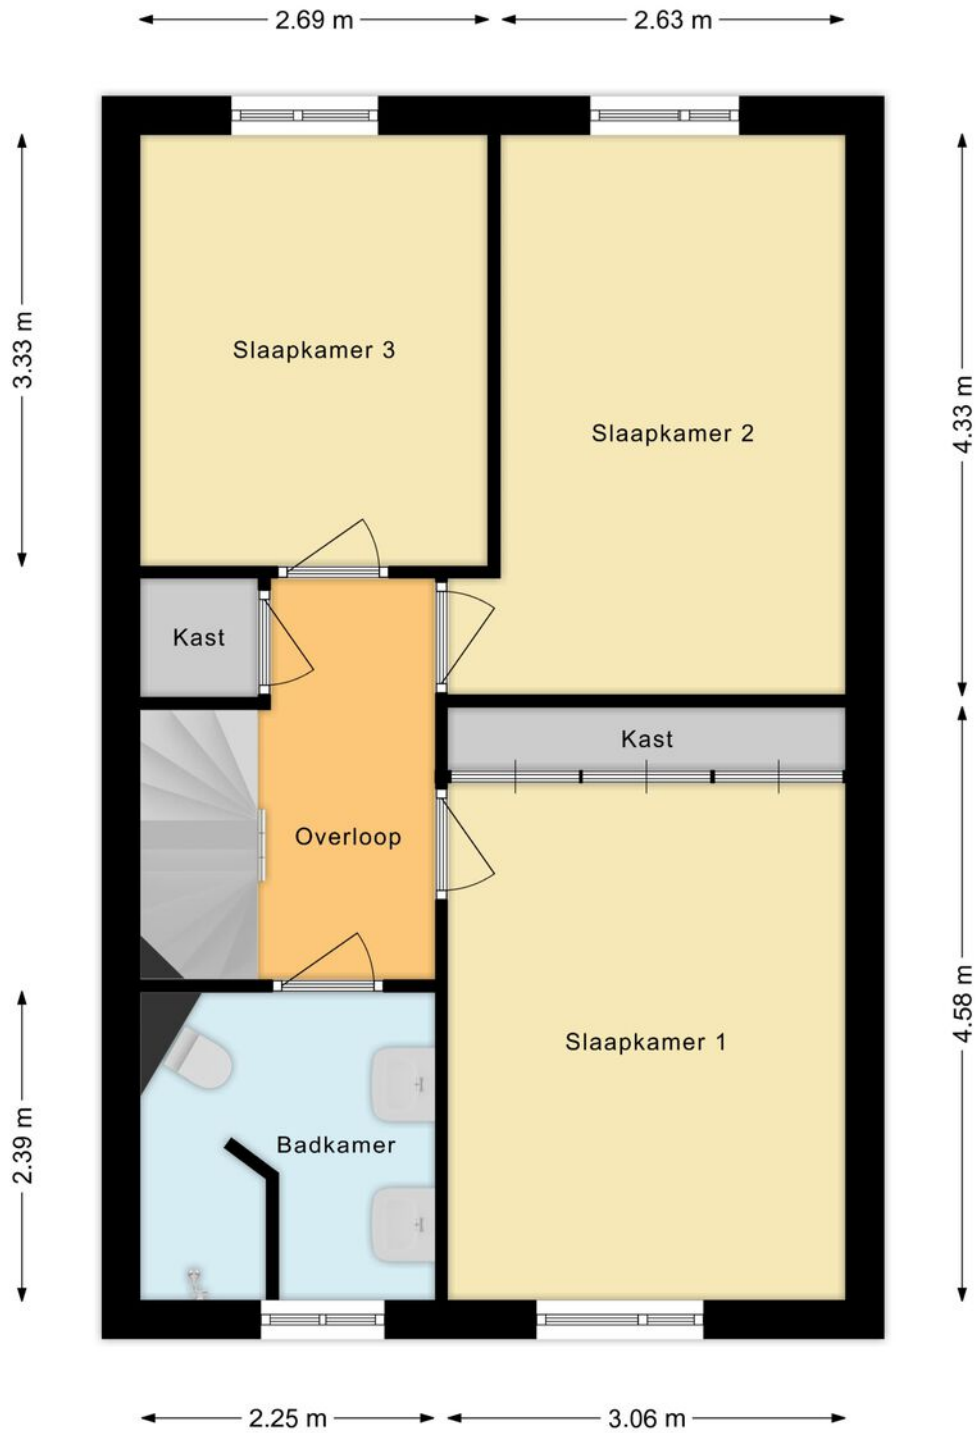 2.69 m
2.63 m
3.33 m
Slaapkamer 3
4.33 m
Slaapkamer 2
Kast
Kast
Overloop
4.58 m
Slaapkamer 1
2.39 m
Badkamer
2.25 m
3.06 m